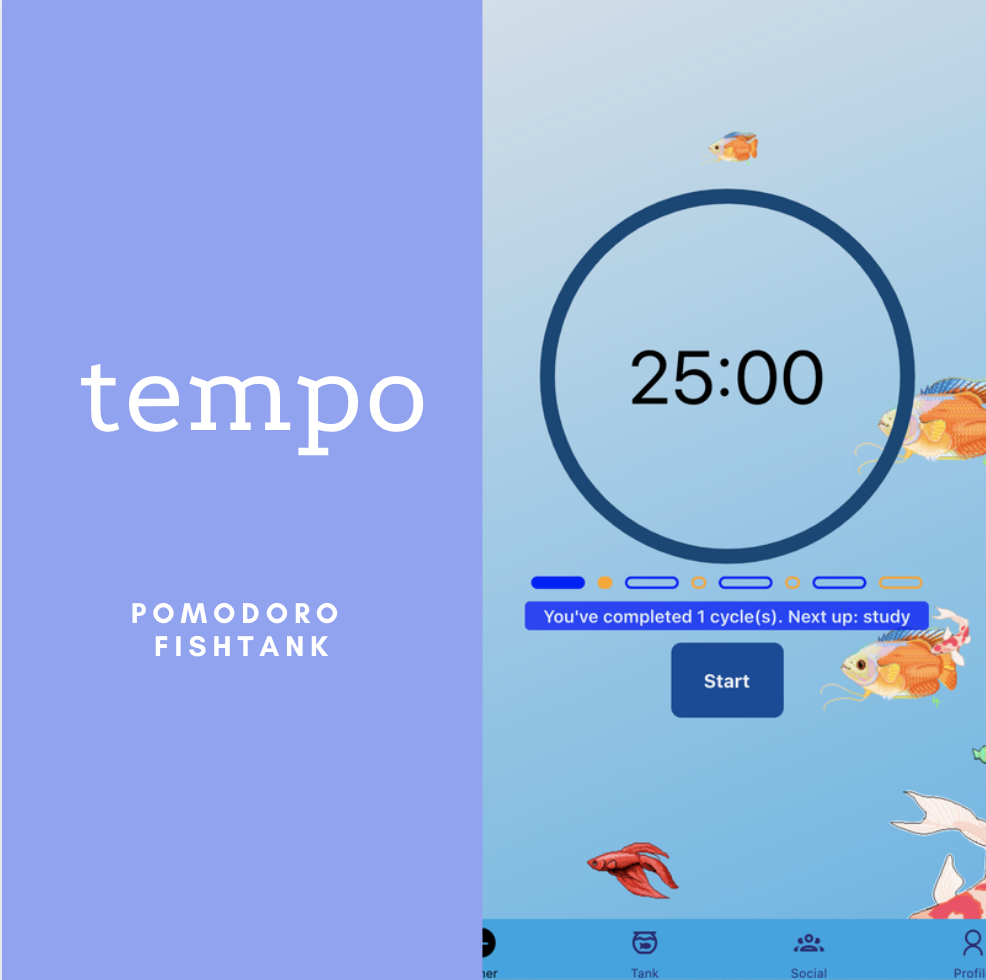 tempo
POMODORO
FISHTANK
25:00
You've completed 1 cycle(s). Next up: study
Start
Tank
Social